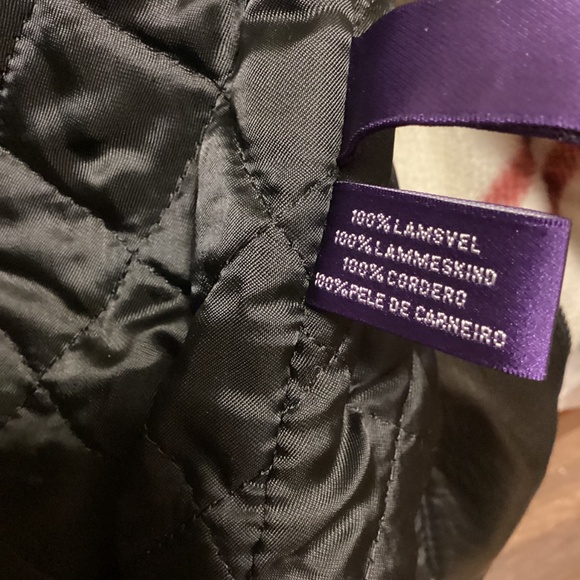 100% LAMSVEL
100% LAMMESKIND
100% CORDERO
100% PELE DE CARNEIRO